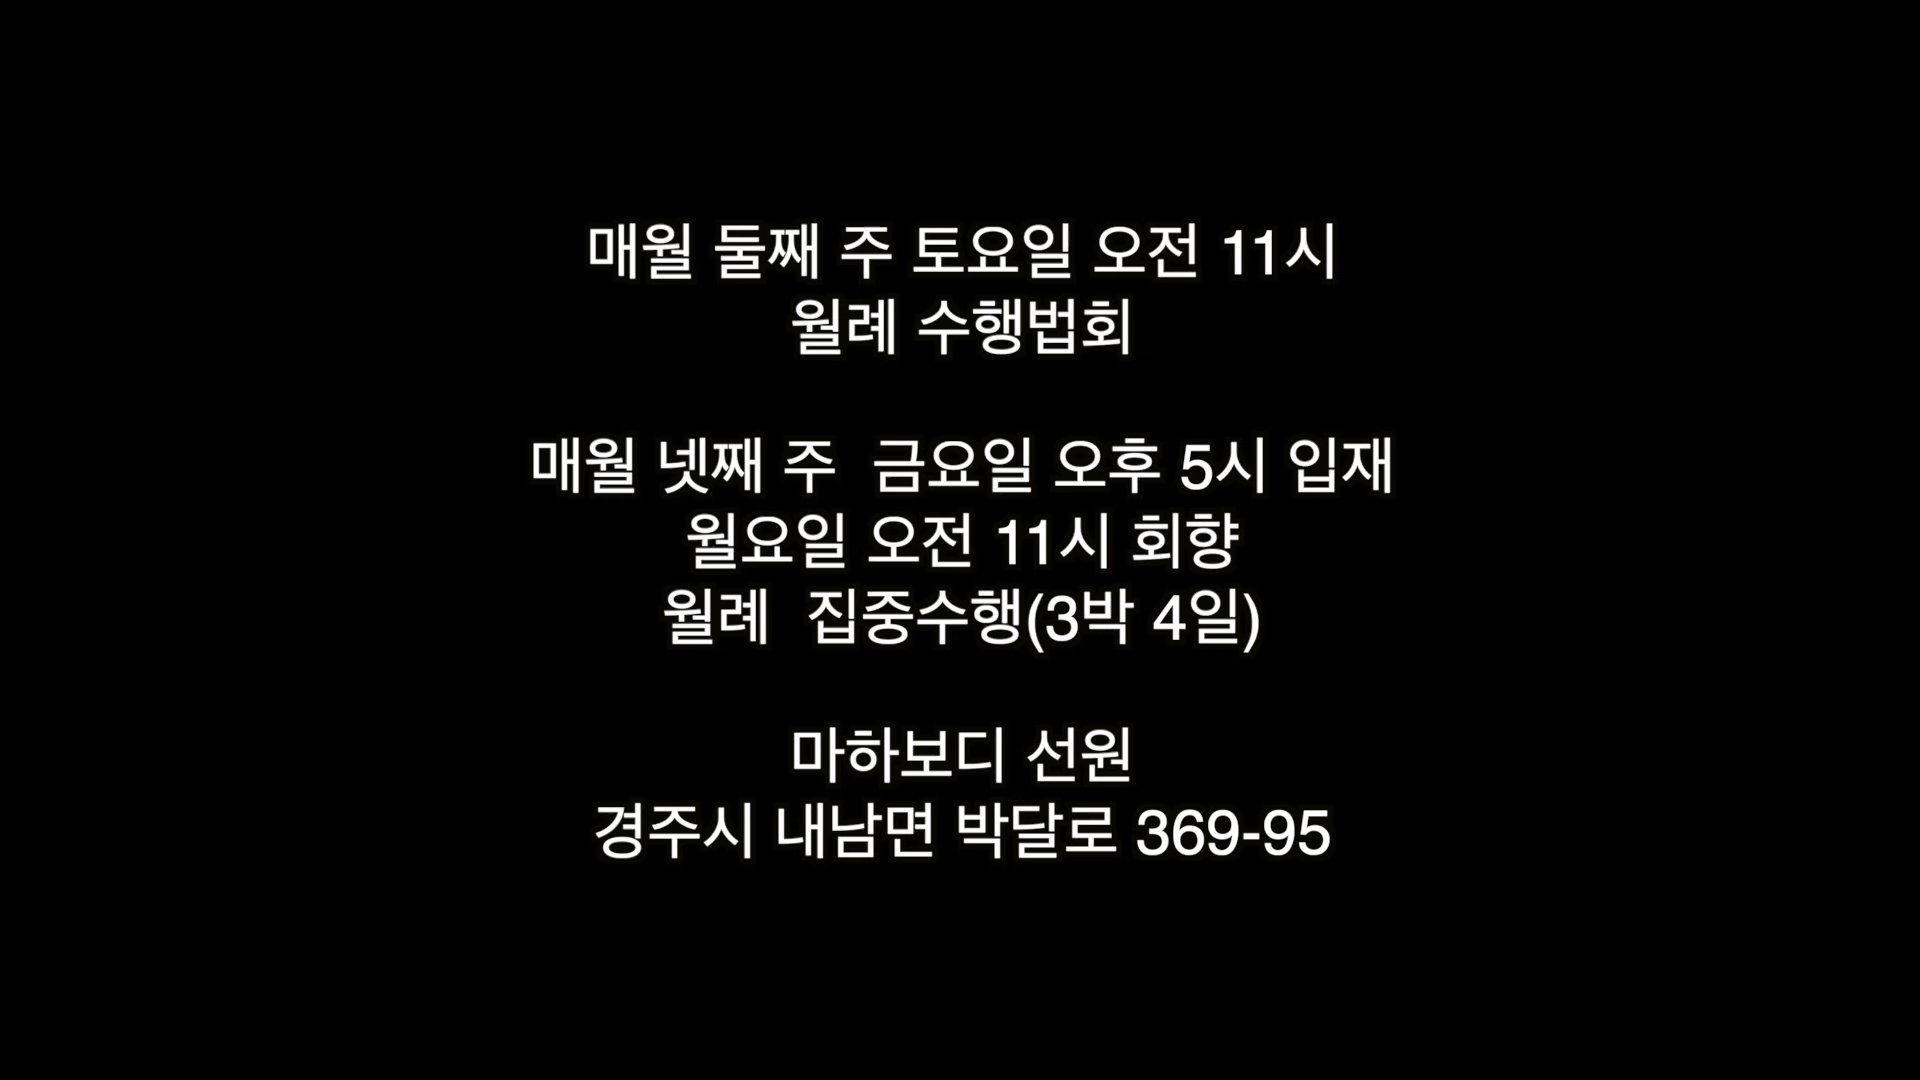 매월 둘째 주 토요일 오전 11시
월례 수행법회
매월 넷째 주 금요일 오후 5시 입재
월요일 오전 11시 회향
월례 집중수행(3박 4일)
마하보디 선원
경주시 내남면 박달로 369-95